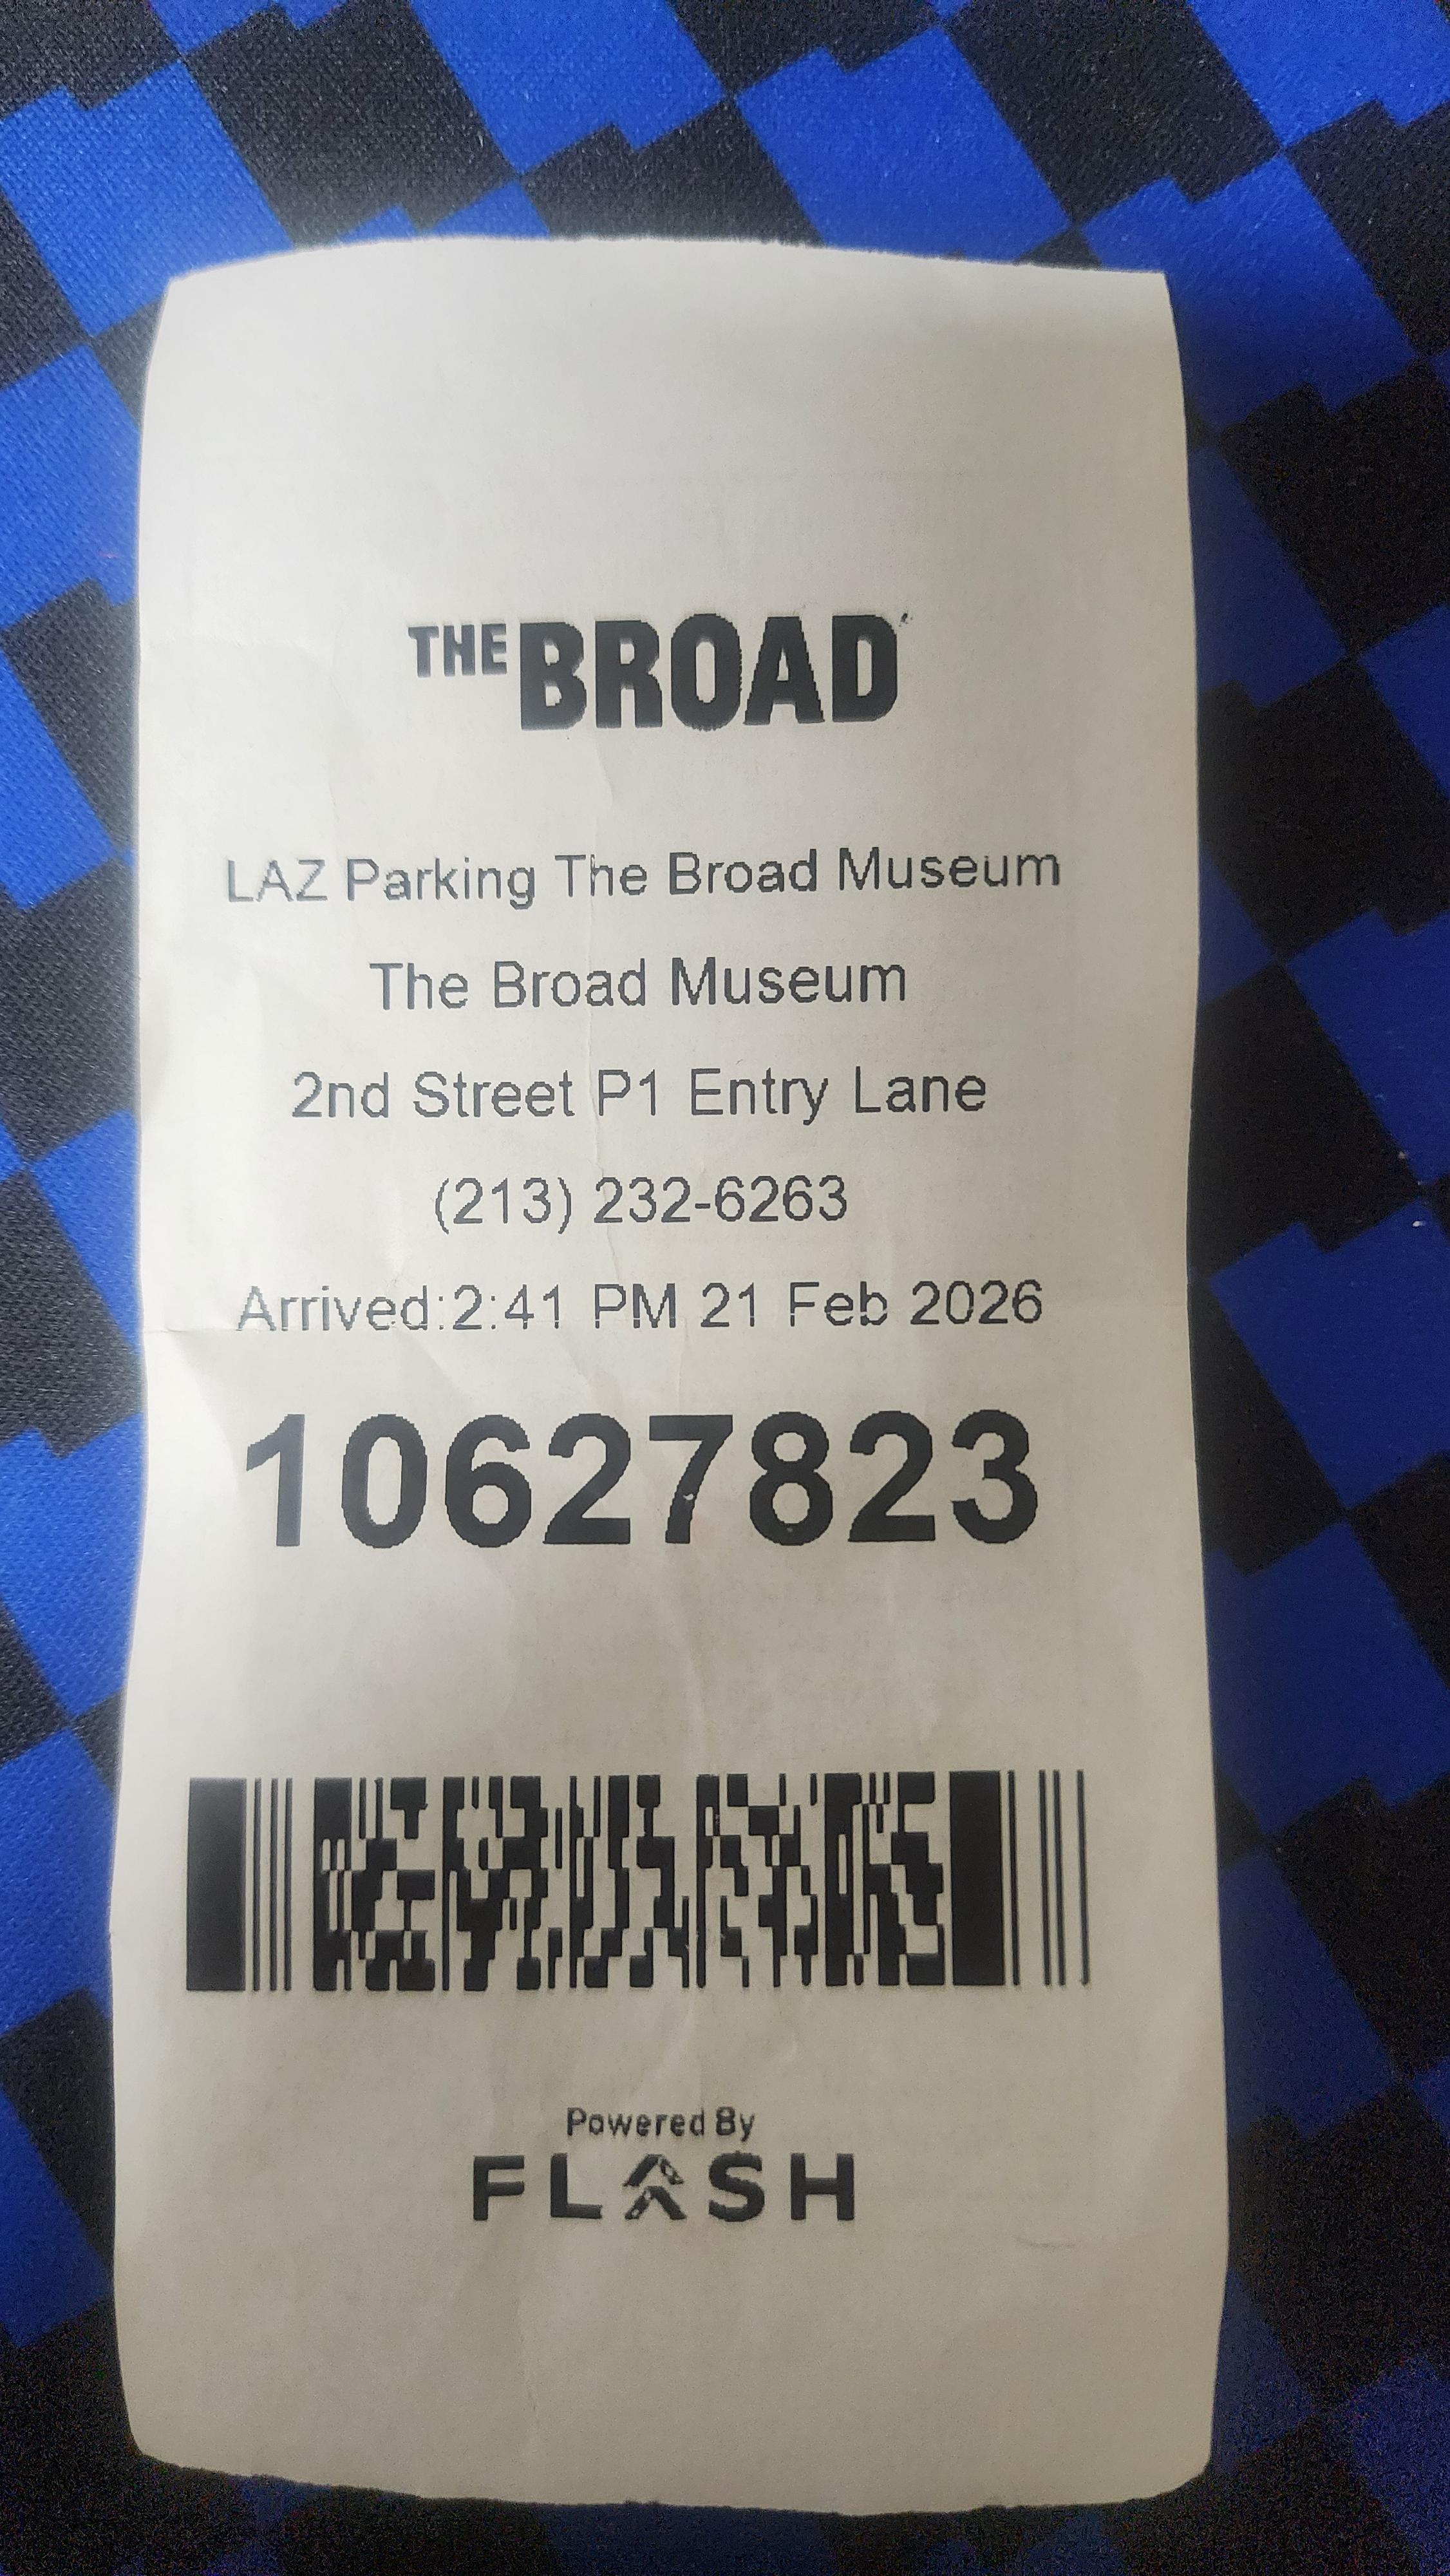 THE BROAD
LAZ Parking The Broad Museum
The Broad Museum
2nd Street P1 Entry Lane
(213) 232-6263
Arrived:2:41 PM 21 Feb 2026
10627823
Powered By
FLASH